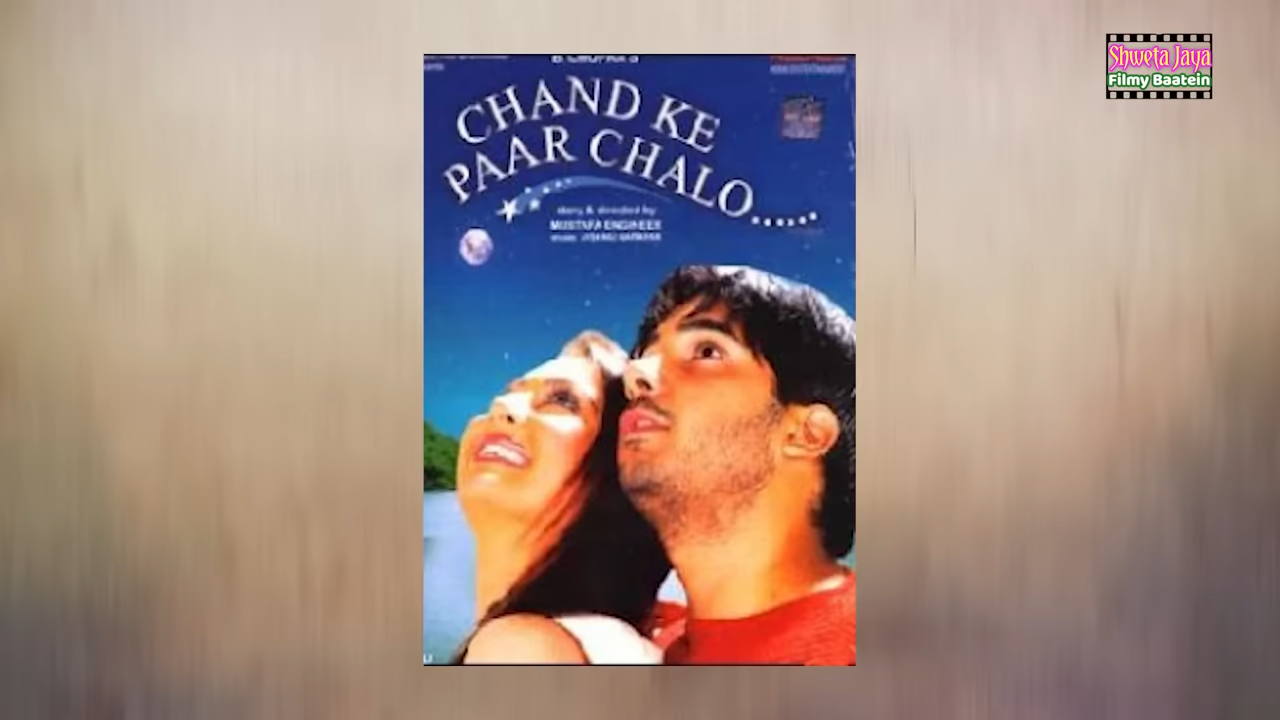 Shweta Jaya
Filmy Baatein
CHAND KE
PAAR CHALO......
story & directed by
MUSTAFA ENGINEER